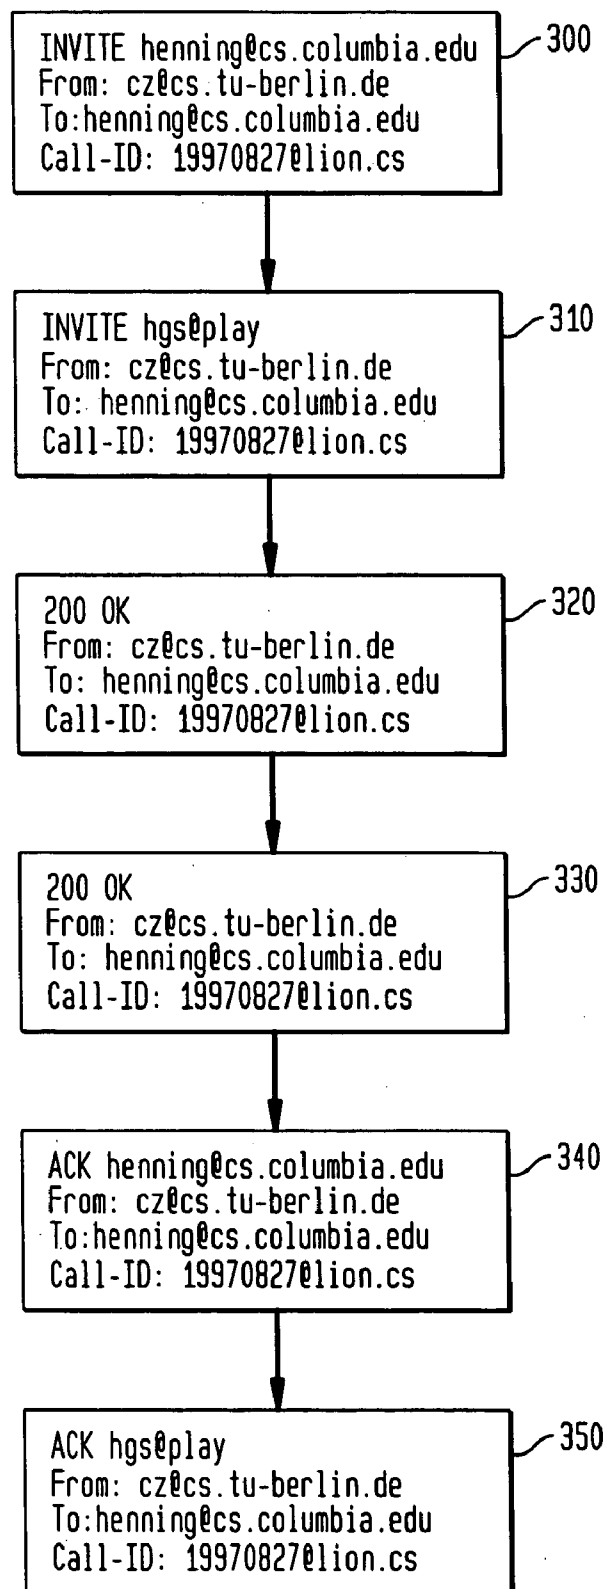 INVITE henning@cs.columbia.edu
From: cz@cs.tu-berlin.de
To:henning@cs.columbia.edu
Call-ID: 19970827@lion.cs
300
INVITE hgs@play
From: cz@cs.tu-berlin.de
To: henning@cs.columbia.edu
Call-ID: 19970827@lion.cs
310
200 OK
From: cz@cs.tu-berlin.de
To: henning@cs.columbia.edu
Call-ID: 19970827@lion.cs
320
200 OK
From: cz@cs.tu-berlin.de
To: henning@cs.columbia.edu
Call-ID: 19970827@lion.cs
330
ACK henning@cs.columbia.edu
From: cz@cs.tu-berlin.de
To:henning@cs.columbia.edu
Call-ID: 19970827@lion.cs
340
ACK hgs@play
From: cz@cs.tu-berlin.de
To:henning@cs.columbia.edu
Call-ID: 19970827@lion.cs
350